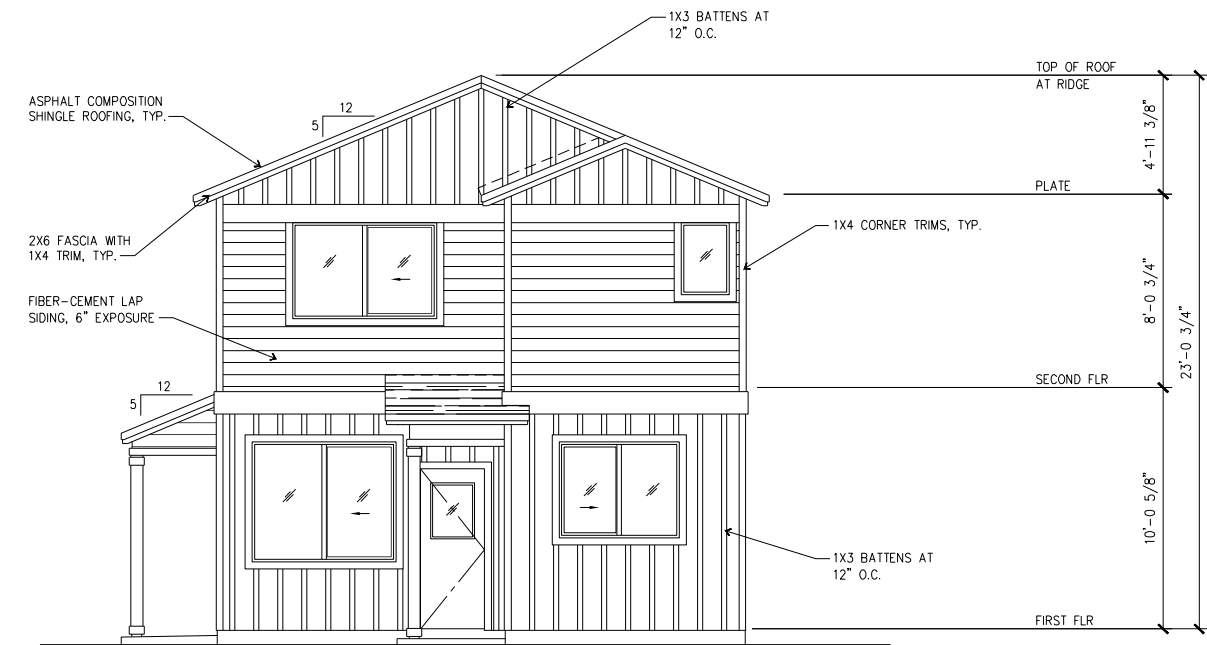 1X3 BATTENS AT
12" O.C.
TOP OF ROOF
AT RIDGE
ASPHALT COMPOSITION
SHINGLE ROOFING, TYP.
12
5
4'-11 3/8"
PLATE
1X4 CORNER TRIMS, TYP.
2X6 FASCIA WITH
1X4 TRIM, TYP.
8'-0 3/4"
FIBER-CEMENT LAP
SIDING, 6" EXPOSURE
23'-0 3/4"
SECOND FLR
12
5
10'-0 5/8"
1X3 BATTENS AT
12" O.C.
FIRST FLR